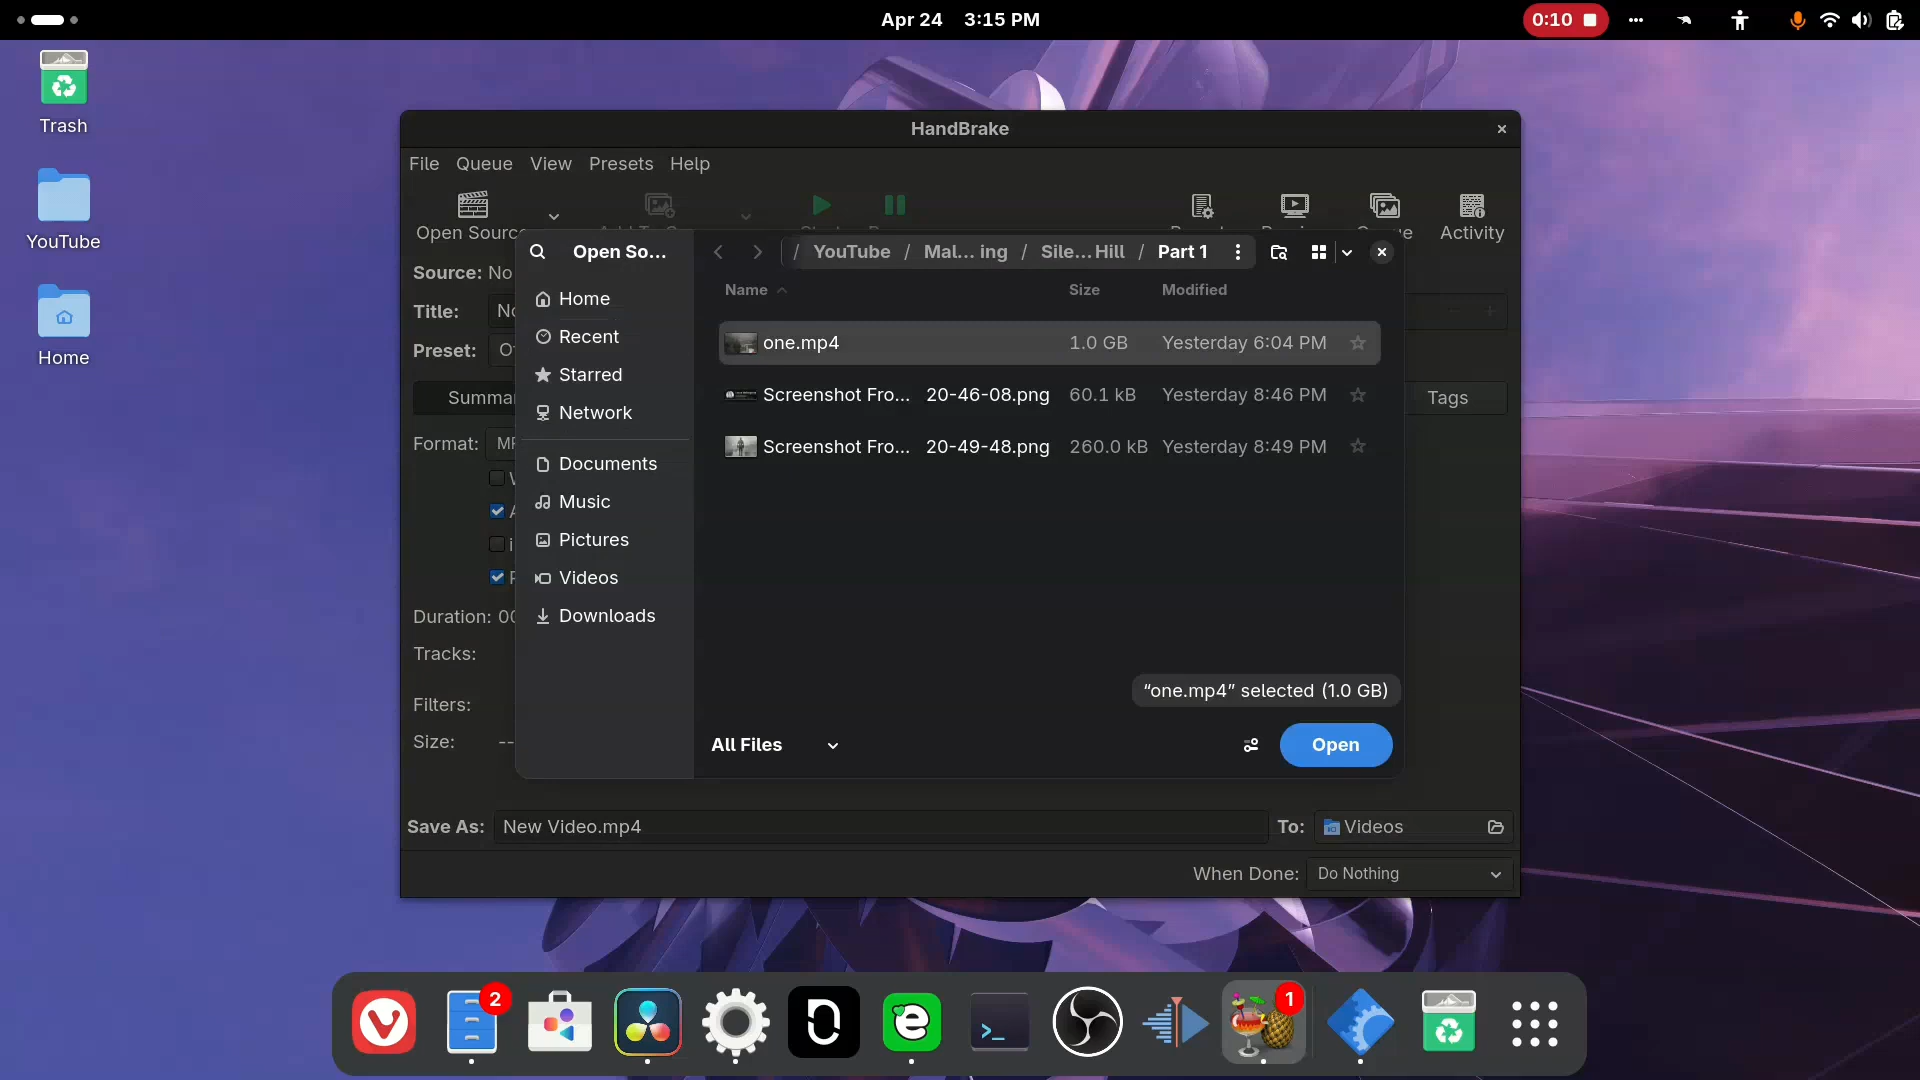 Apr 24 3:15 PM
0:10
Trash
YouTube
Home
HandBrake
File Queue View Presets Help
Activity
Source:
Title:
Preset:
Tags
Format:
Duration:
Tracks:
Filters:
Size: --
Open So...
Home
Recent
Starred
Network
Documents
Music
Pictures
Videos
Downloads
/ YouTube / Mal... ing / Sile...Hill / Part 1
Name Size Modified
one.mp4 1.0 GB Yesterday 6:04 PM
Screenshot Fro... 20-46-08.png 60.1 kB Yesterday 8:46 PM
Screenshot Fro... 20-49-48.png 260.0 kB Yesterday 8:49 PM
“one.mp4” selected (1.0 GB)
All Files
Open
Save As: New Video.mp4 To: Videos
When Done: Do Nothing
2
1